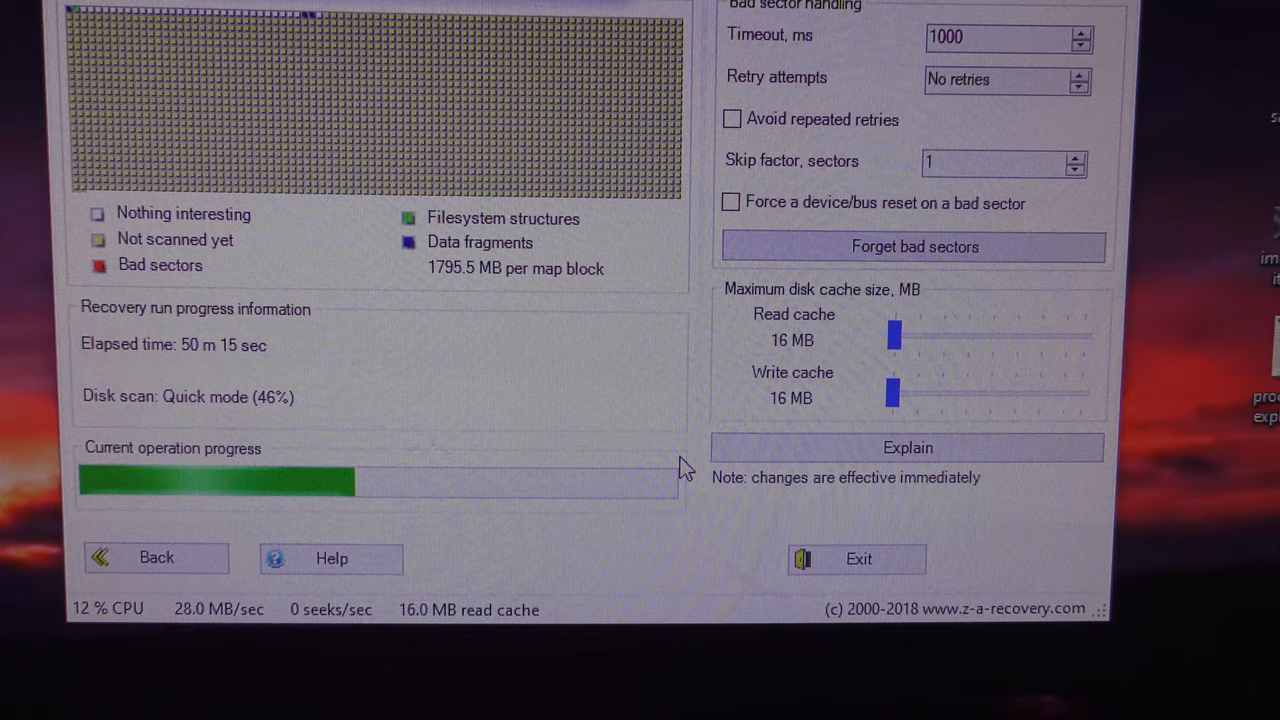 Bad sector handling
Timeout, ms
1000
Retry attempts
No retries
Avoid repeated retries
Skip factor, sectors
1
Force a device/bus reset on a bad sector
Forget bad sectors
Nothing interesting
Filesystem structures
Not scanned yet
Data fragments
Bad sectors
1795.5 MB per map block
Maximum disk cache size, MB
Read cache
16 MB
Write cache
16 MB
Recovery run progress information
Elapsed time: 50 m 15 sec
Disk scan: Quick mode (46%)
Current operation progress
Explain
Note: changes are effective immediately
Back
Help
Exit
12 % CPU 28.0 MB/sec 0 seeks/sec 16.0 MB read cache (c) 2000-2018 www.z-a-recovery.com